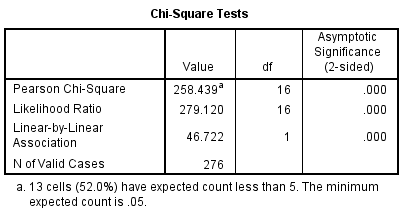 Chi-Square Tests
Value df Asymptotic Significance (2-sided)
Pearson Chi-Square 258.439a 16 .000
Likelihood Ratio 279.120 16 .000
Linear-by-Linear Association 46.722 1 .000
N of Valid Cases 276
a. 13 cells (52.0%) have expected count less than 5. The minimum
expected count is .05.